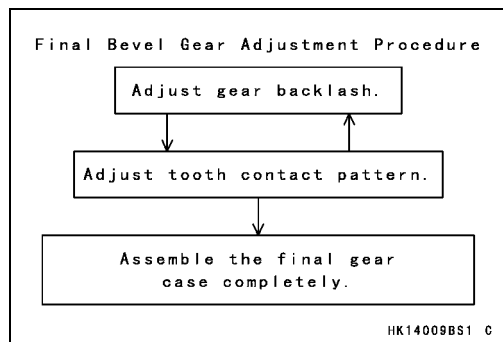 Final Bevel Gear Adjustment Procedure
Adjust gear backlash.
Adjust tooth contact pattern.
Assemble the final gear
case completely.
HK14009BS1 C